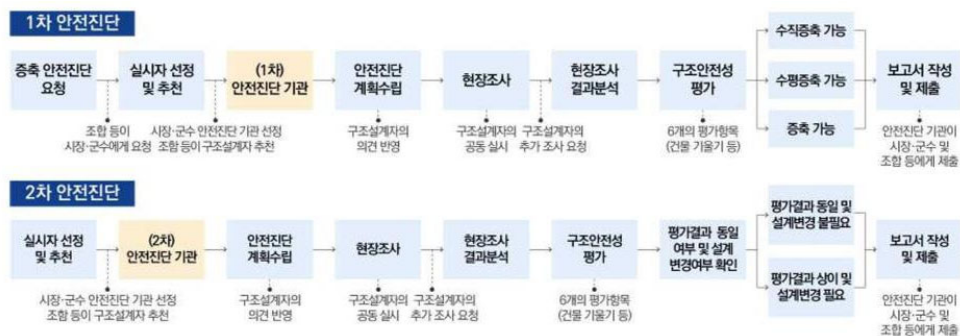 1차 안전진단
증축 안전진단
요청
실시자 선정
및 추천
(1차)
안전진단 기관
안전진단
계획수립
현장조사
현장조사
결과분석
구조안전성
평가
수직증축 가능
수평증축 가능
증축 가능
보고서 작성
및 제출
조합 등이
시장·군수에게 요청
시장·군수 안전진단 기관 선정
조합 등이 구조설계자 추천
구조설계자의
의견 반영
구조설계자의
공동 실시
구조설계자의
추가 조사 요청
6개의 평가항목
(건물 기울기 등)
안전진단 기관이
시장·군수 및
조합 등에게 제출
2차 안전진단
실시자 선정
및 추천
(2차)
안전진단 기관
안전진단
계획수립
현장조사
현장조사
결과분석
구조안전성
평가
평가결과 동일
여부 및 설계
변경여부 확인
평가결과 동일 및
설계변경 불필요
평가결과 상이 및
설계변경 필요
보고서 작성
및 제출
시장·군수 안전진단 기관 선정
조합 등이 구조설계자 추천
구조설계자의
의견 반영
구조설계자의
공동 실시
구조설계자의
추가 조사 요청
6개의 평가항목
(건물 기울기 등)
안전진단 기관이
시장·군수 및
조합 등에게 제출